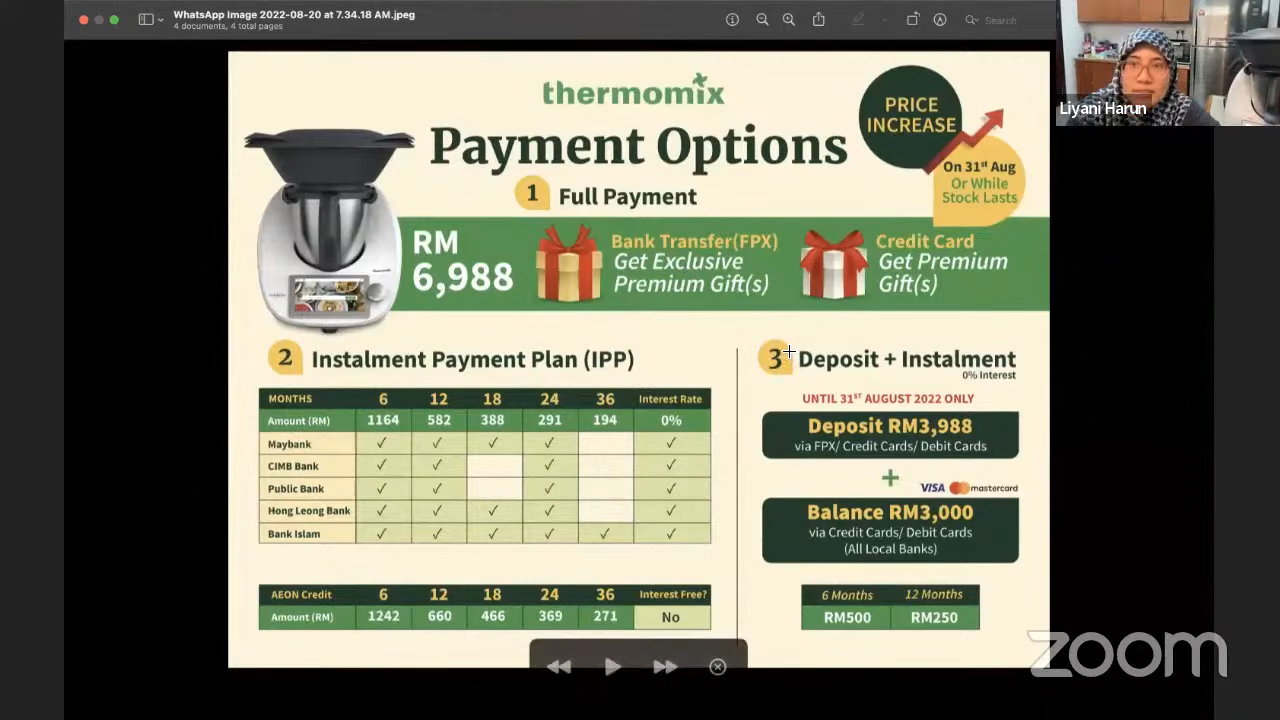 WhatsApp Image 2022-08-20 at 7.34.18 AM.jpeg
4 documents, 4 total pages
Search
Liyani Harun
thermomix
Payment Options
PRICE
INCREASE
On 31st Aug
Or While
Stock Lasts
1 Full Payment
RM
6,988
Bank Transfer(FPX)
Get Exclusive
Premium Gift(s)
Credit Card
Get Premium
Gift(s)
2 Instalment Payment Plan (IPP)
MONTHS 6 12 18 24 36 Interest Rate
Amount (RM) 1164 582 388 291 194 0%
Maybank ✓ ✓ ✓ ✓ ✓
CIMB Bank ✓ ✓ ✓ ✓
Public Bank ✓ ✓ ✓ ✓
Hong Leong Bank ✓ ✓ ✓ ✓ ✓
Bank Islam ✓ ✓ ✓ ✓ ✓ ✓
AEON Credit 6 12 18 24 36 Interest Free?
Amount (RM) 1242 660 466 369 271 No
3 Deposit + Instalment
0% Interest
UNTIL 31ST AUGUST 2022 ONLY
Deposit RM3,988
via FPX/ Credit Cards/ Debit Cards
+
VISA mastercard
Balance RM3,000
via Credit Cards/ Debit Cards
(All Local Banks)
6 Months 12 Months
RM500 RM250
zoom